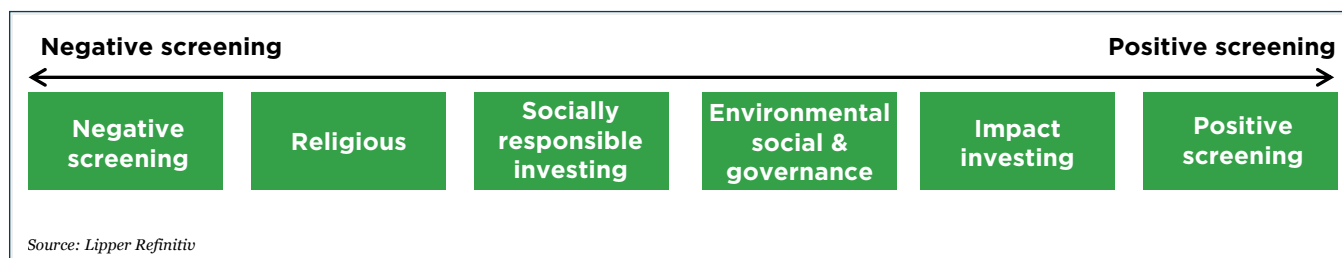 Negative screening
Positive screening
Negative
screening
Religious
Socially
responsible
investing
Environmental
social &
governance
Impact
investing
Positive
screening
Source: Lipper Refinitiv